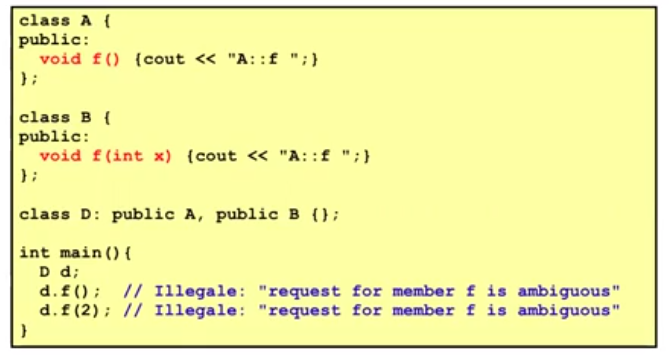 class A {
public:
  void f() {cout << "A::f ";}
};

class B {
public:
  void f(int x) {cout << "A::f ";}
};

class D: public A, public B {};

int main(){
  D d;
  d.f();  // Illegale: "request for member f is ambiguous"
  d.f(2); // Illegale: "request for member f is ambiguous"
}